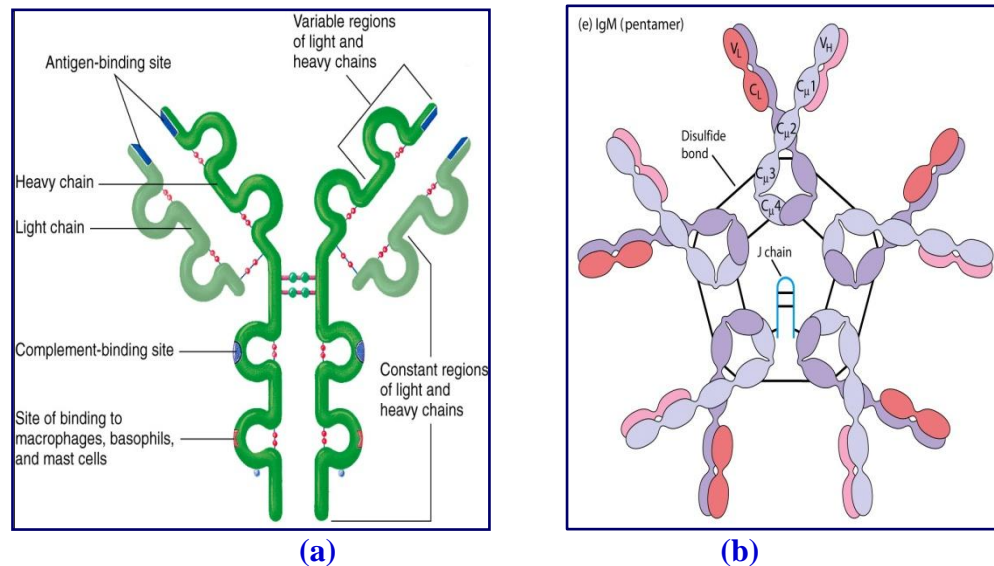 Variable regions
of light and
heavy chains
Antigen-binding site
Heavy chain
Light chain
Complement-binding site
Site of binding to
macrophages, basophils,
and mast cells
Constant regions
of light and
heavy chains
(a)
(e) IgM (pentamer)
VL
VH
CL
Cμ1
Cμ2
Disulfide
bond
Cμ3
Cμ4
J chain
(b)